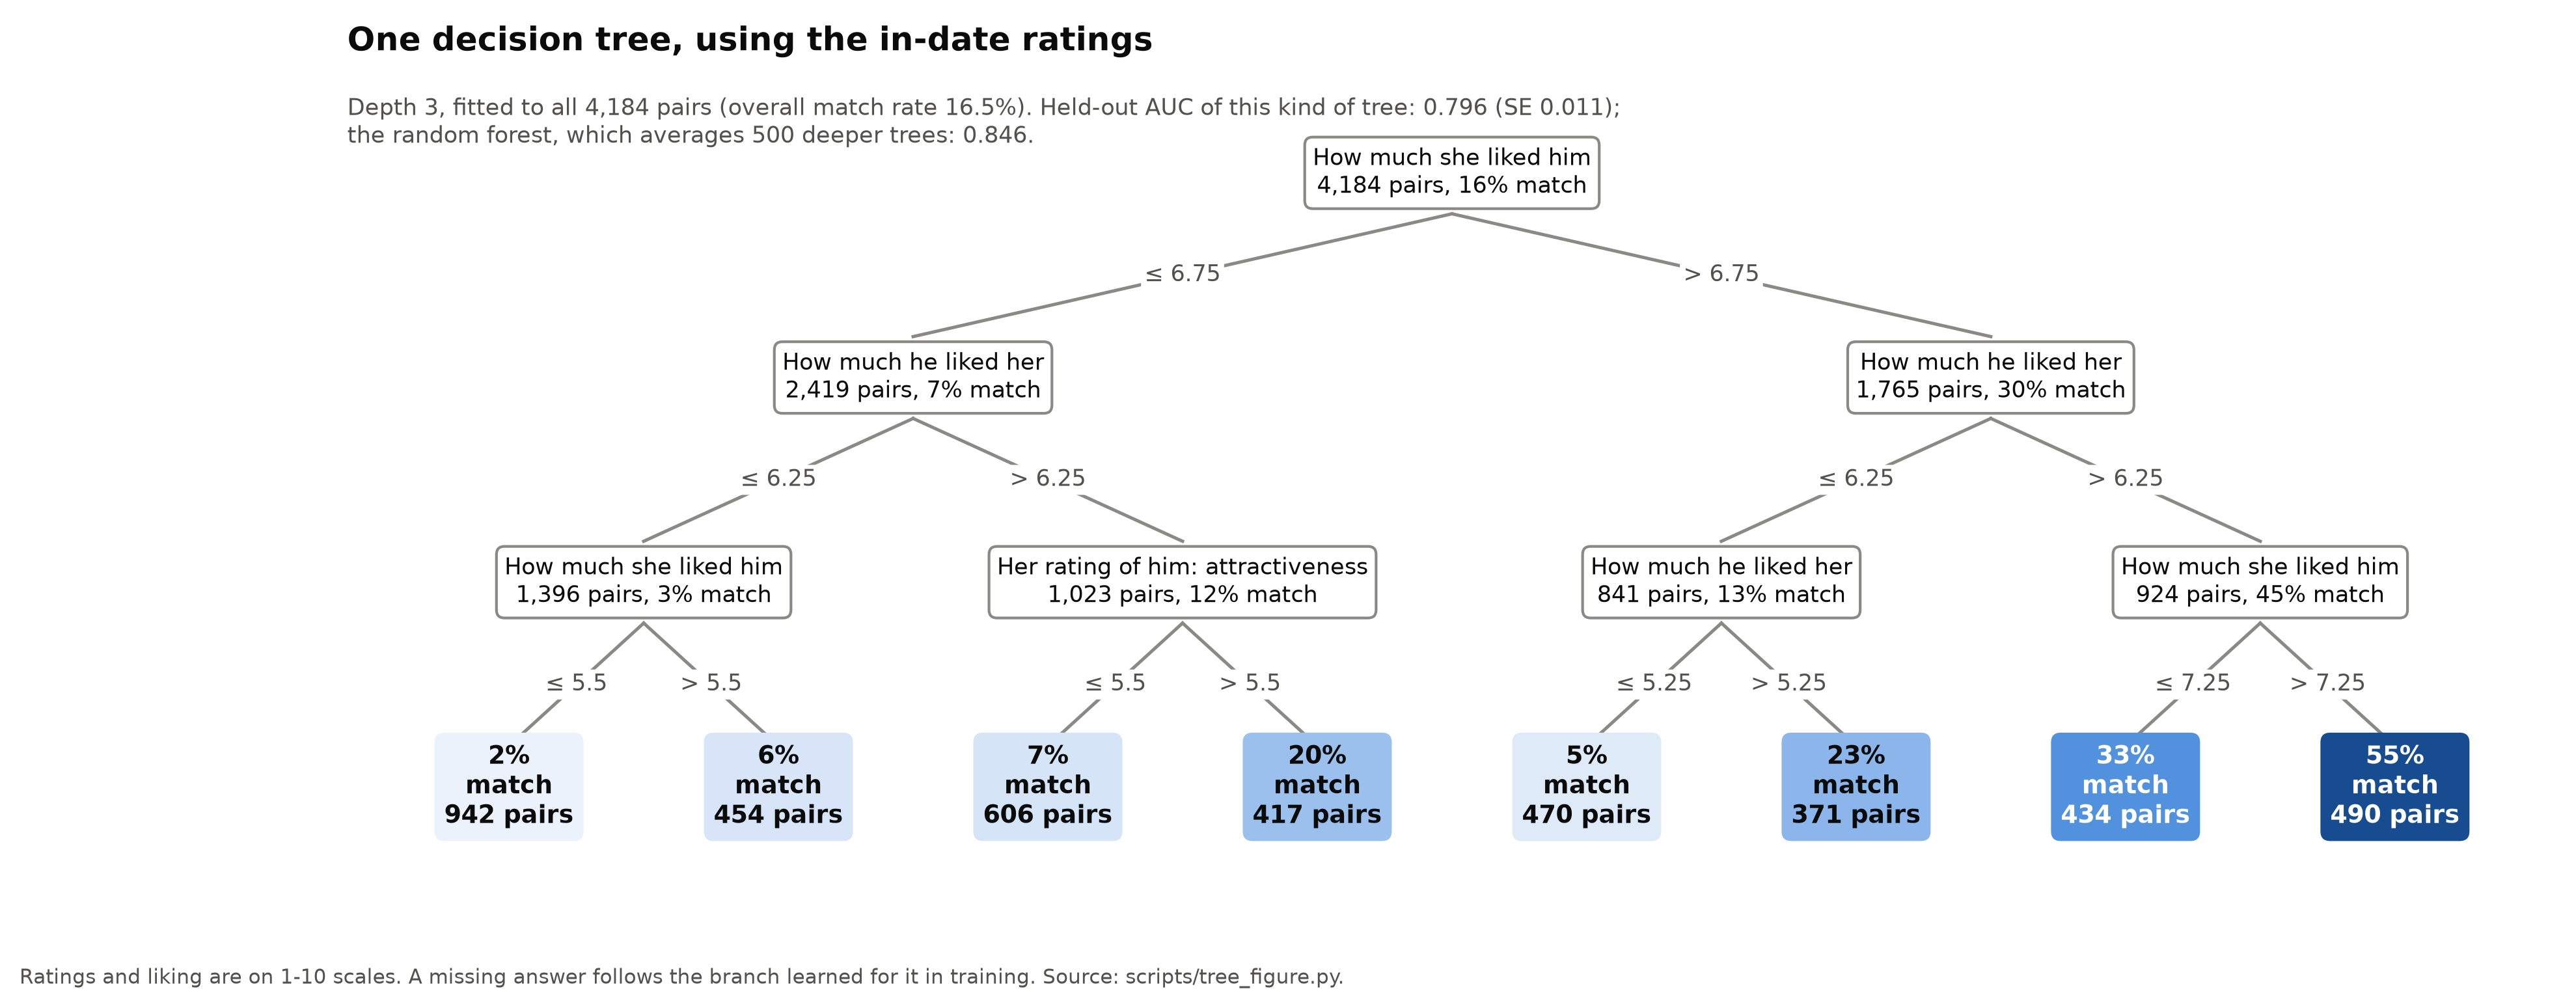 One decision tree, using the in-date ratings
Depth 3, fitted to all 4,184 pairs (overall match rate 16.5%). Held-out AUC of this kind of tree: 0.796 (SE 0.011);
the random forest, which averages 500 deeper trees: 0.846.
How much she liked him
4,184 pairs, 16% match
≤ 6.75
> 6.75
How much he liked her
2,419 pairs, 7% match
How much he liked her
1,765 pairs, 30% match
≤ 6.25
> 6.25
≤ 6.25
> 6.25
How much she liked him
1,396 pairs, 3% match
Her rating of him: attractiveness
1,023 pairs, 12% match
How much he liked her
841 pairs, 13% match
How much she liked him
924 pairs, 45% match
≤ 5.5
> 5.5
≤ 5.5
> 5.5
≤ 5.25
> 5.25
≤ 7.25
> 7.25
2%
match
942 pairs
6%
match
454 pairs
7%
match
606 pairs
20%
match
417 pairs
5%
match
470 pairs
23%
match
371 pairs
33%
match
434 pairs
55%
match
490 pairs
Ratings and liking are on 1-10 scales. A missing answer follows the branch learned for it in training. Source: scripts/tree_figure.py.